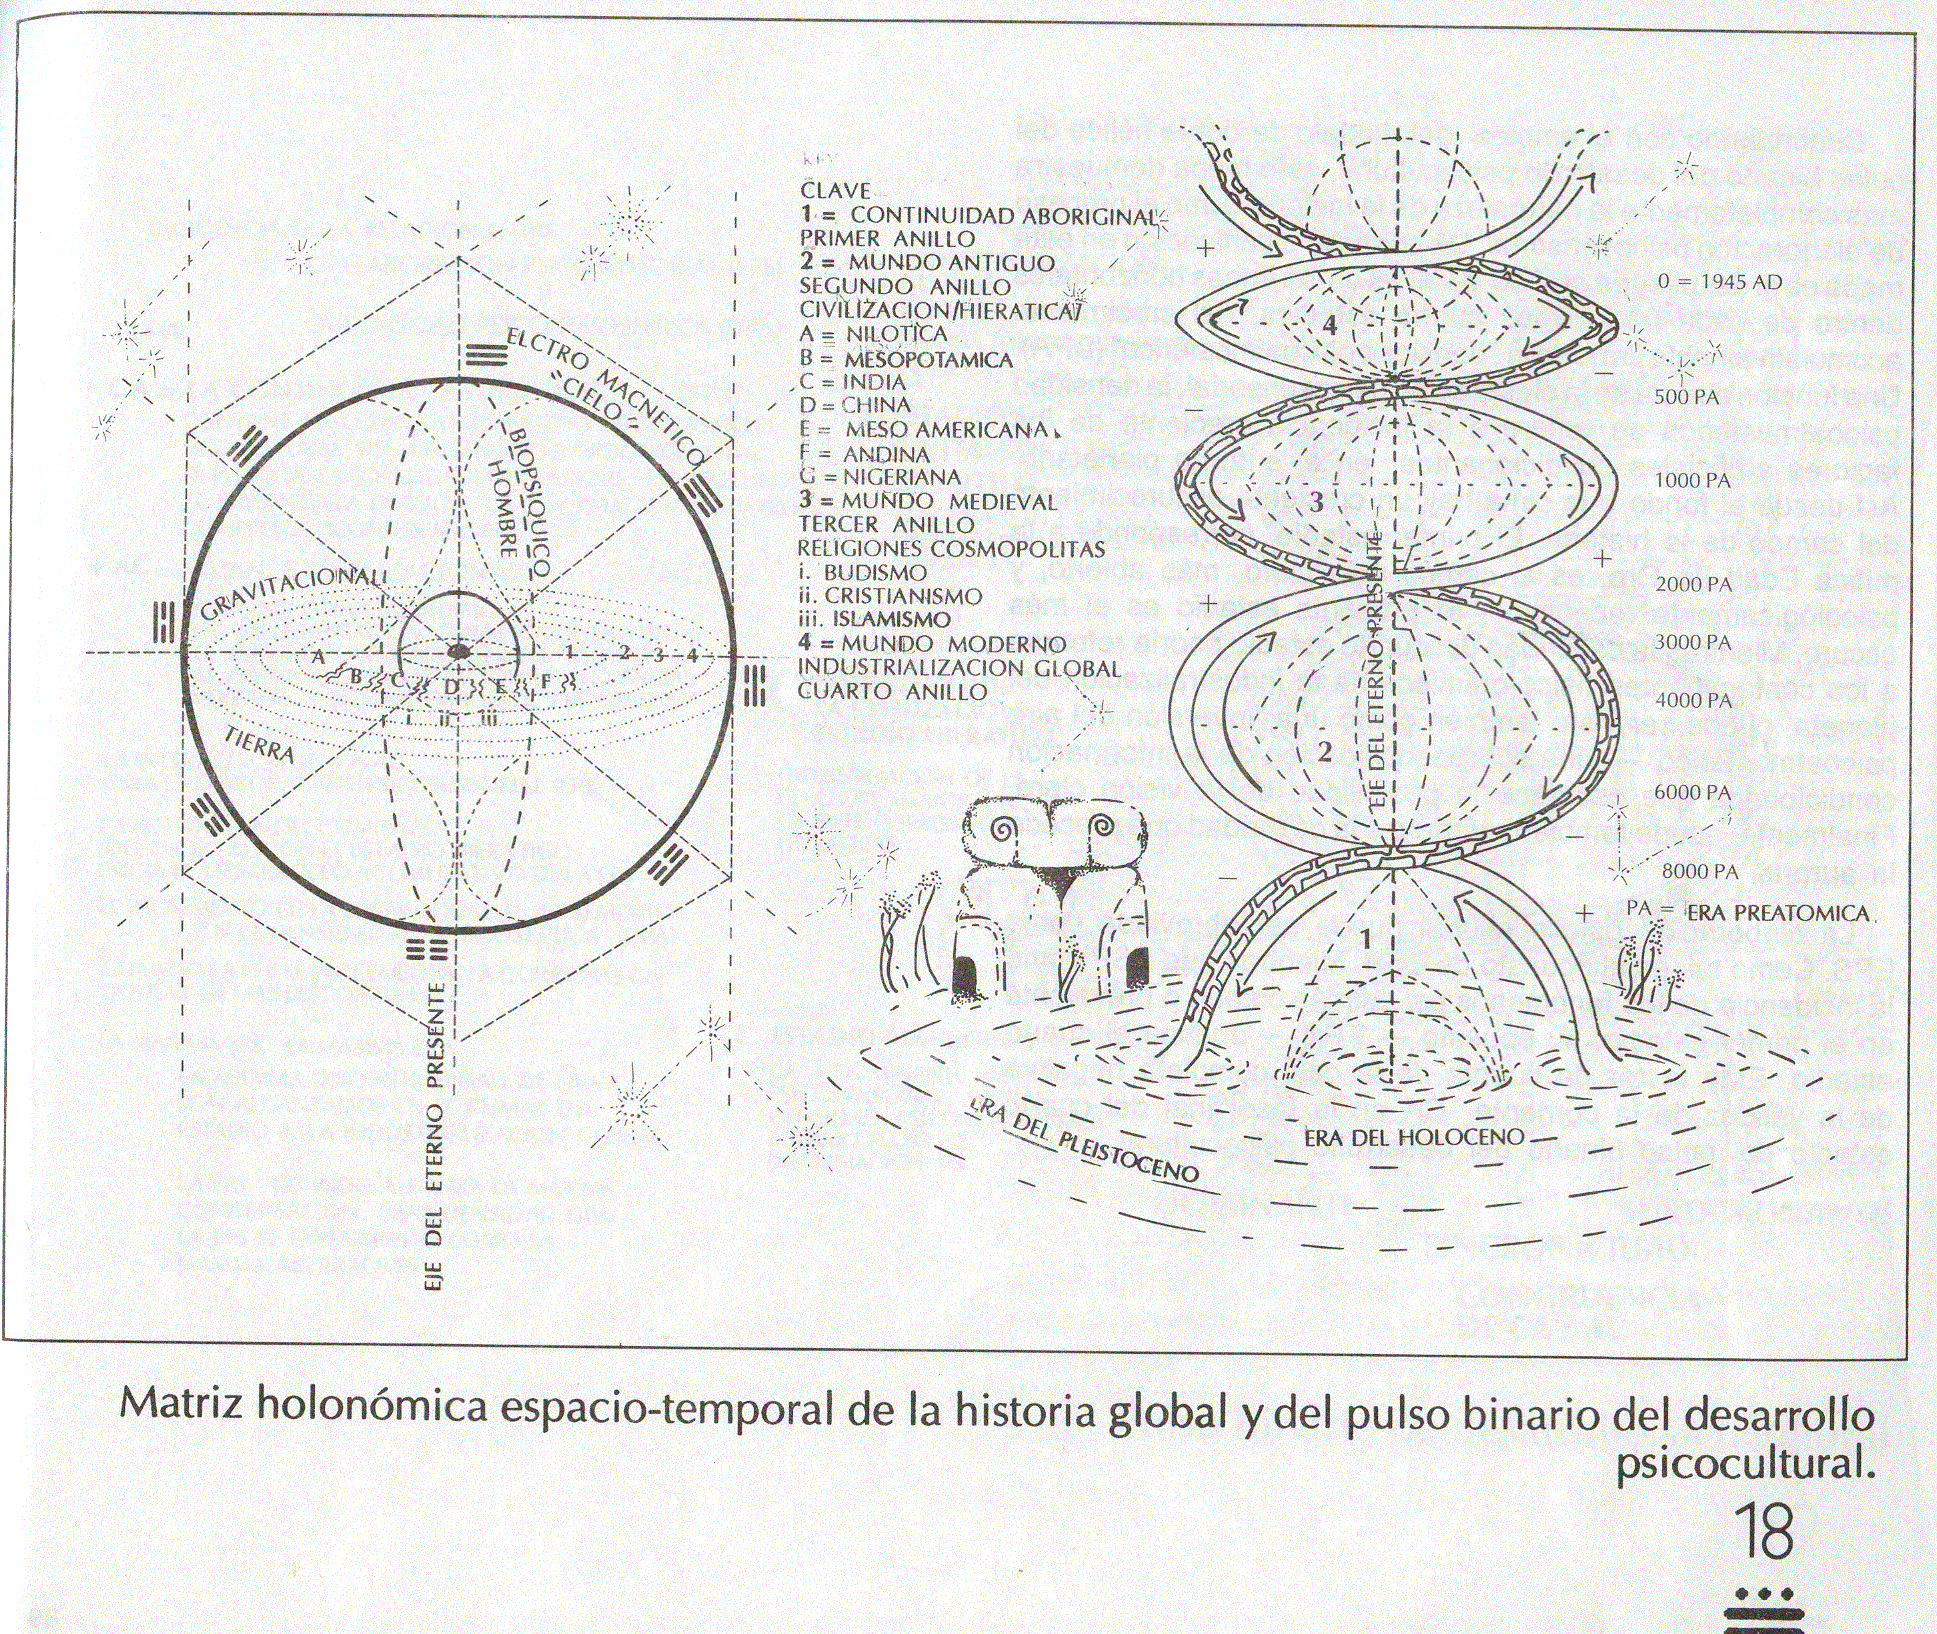 KEY
CLAVE
1 = CONTINUIDAD ABORIGINAL
PRIMER ANILLO
2 = MUNDO ANTIGUO
SEGUNDO ANILLO
CIVILIZACION/HIERATICA/
A = NILOTICA
B = MESOPOTAMICA
C = INDIA
D = CHINA
E = MESO AMERICANA.
F = ANDINA
G = NIGERIANA
3 = MUNDO MEDIEVAL
TERCER ANILLO
RELIGIONES COSMOPOLITAS
i. BUDISMO
ii. CRISTIANISMO
iii. ISLAMISMO
4 = MUNDO MODERNO
INDUSTRIALIZACION GLOBAL
CUARTO ANILLO
ELCTRO MACNETICO
"CIELO"
BIOPSIQUICO
HOMBRE
GRAVITACIONAL
TIERRA
A B C D E F
1 2 3 4
i ii iii
EJE DEL ETERNO PRESENTE
+
0 = 1945 AD
4
−
−
500 PA
1000 PA
3
+
2000 PA
+
3000 PA
4000 PA
EJE DEL ETERNO PRESENTE
2
6000 PA
−
−
8000 PA
+ PA = ERA PREATOMICA.
1
ERA DEL PLEISTOCENO
ERA DEL HOLOCENO
Matriz holonómica espacio-temporal de la historia global y del pulso binario del desarrollo
psicocultural.
18